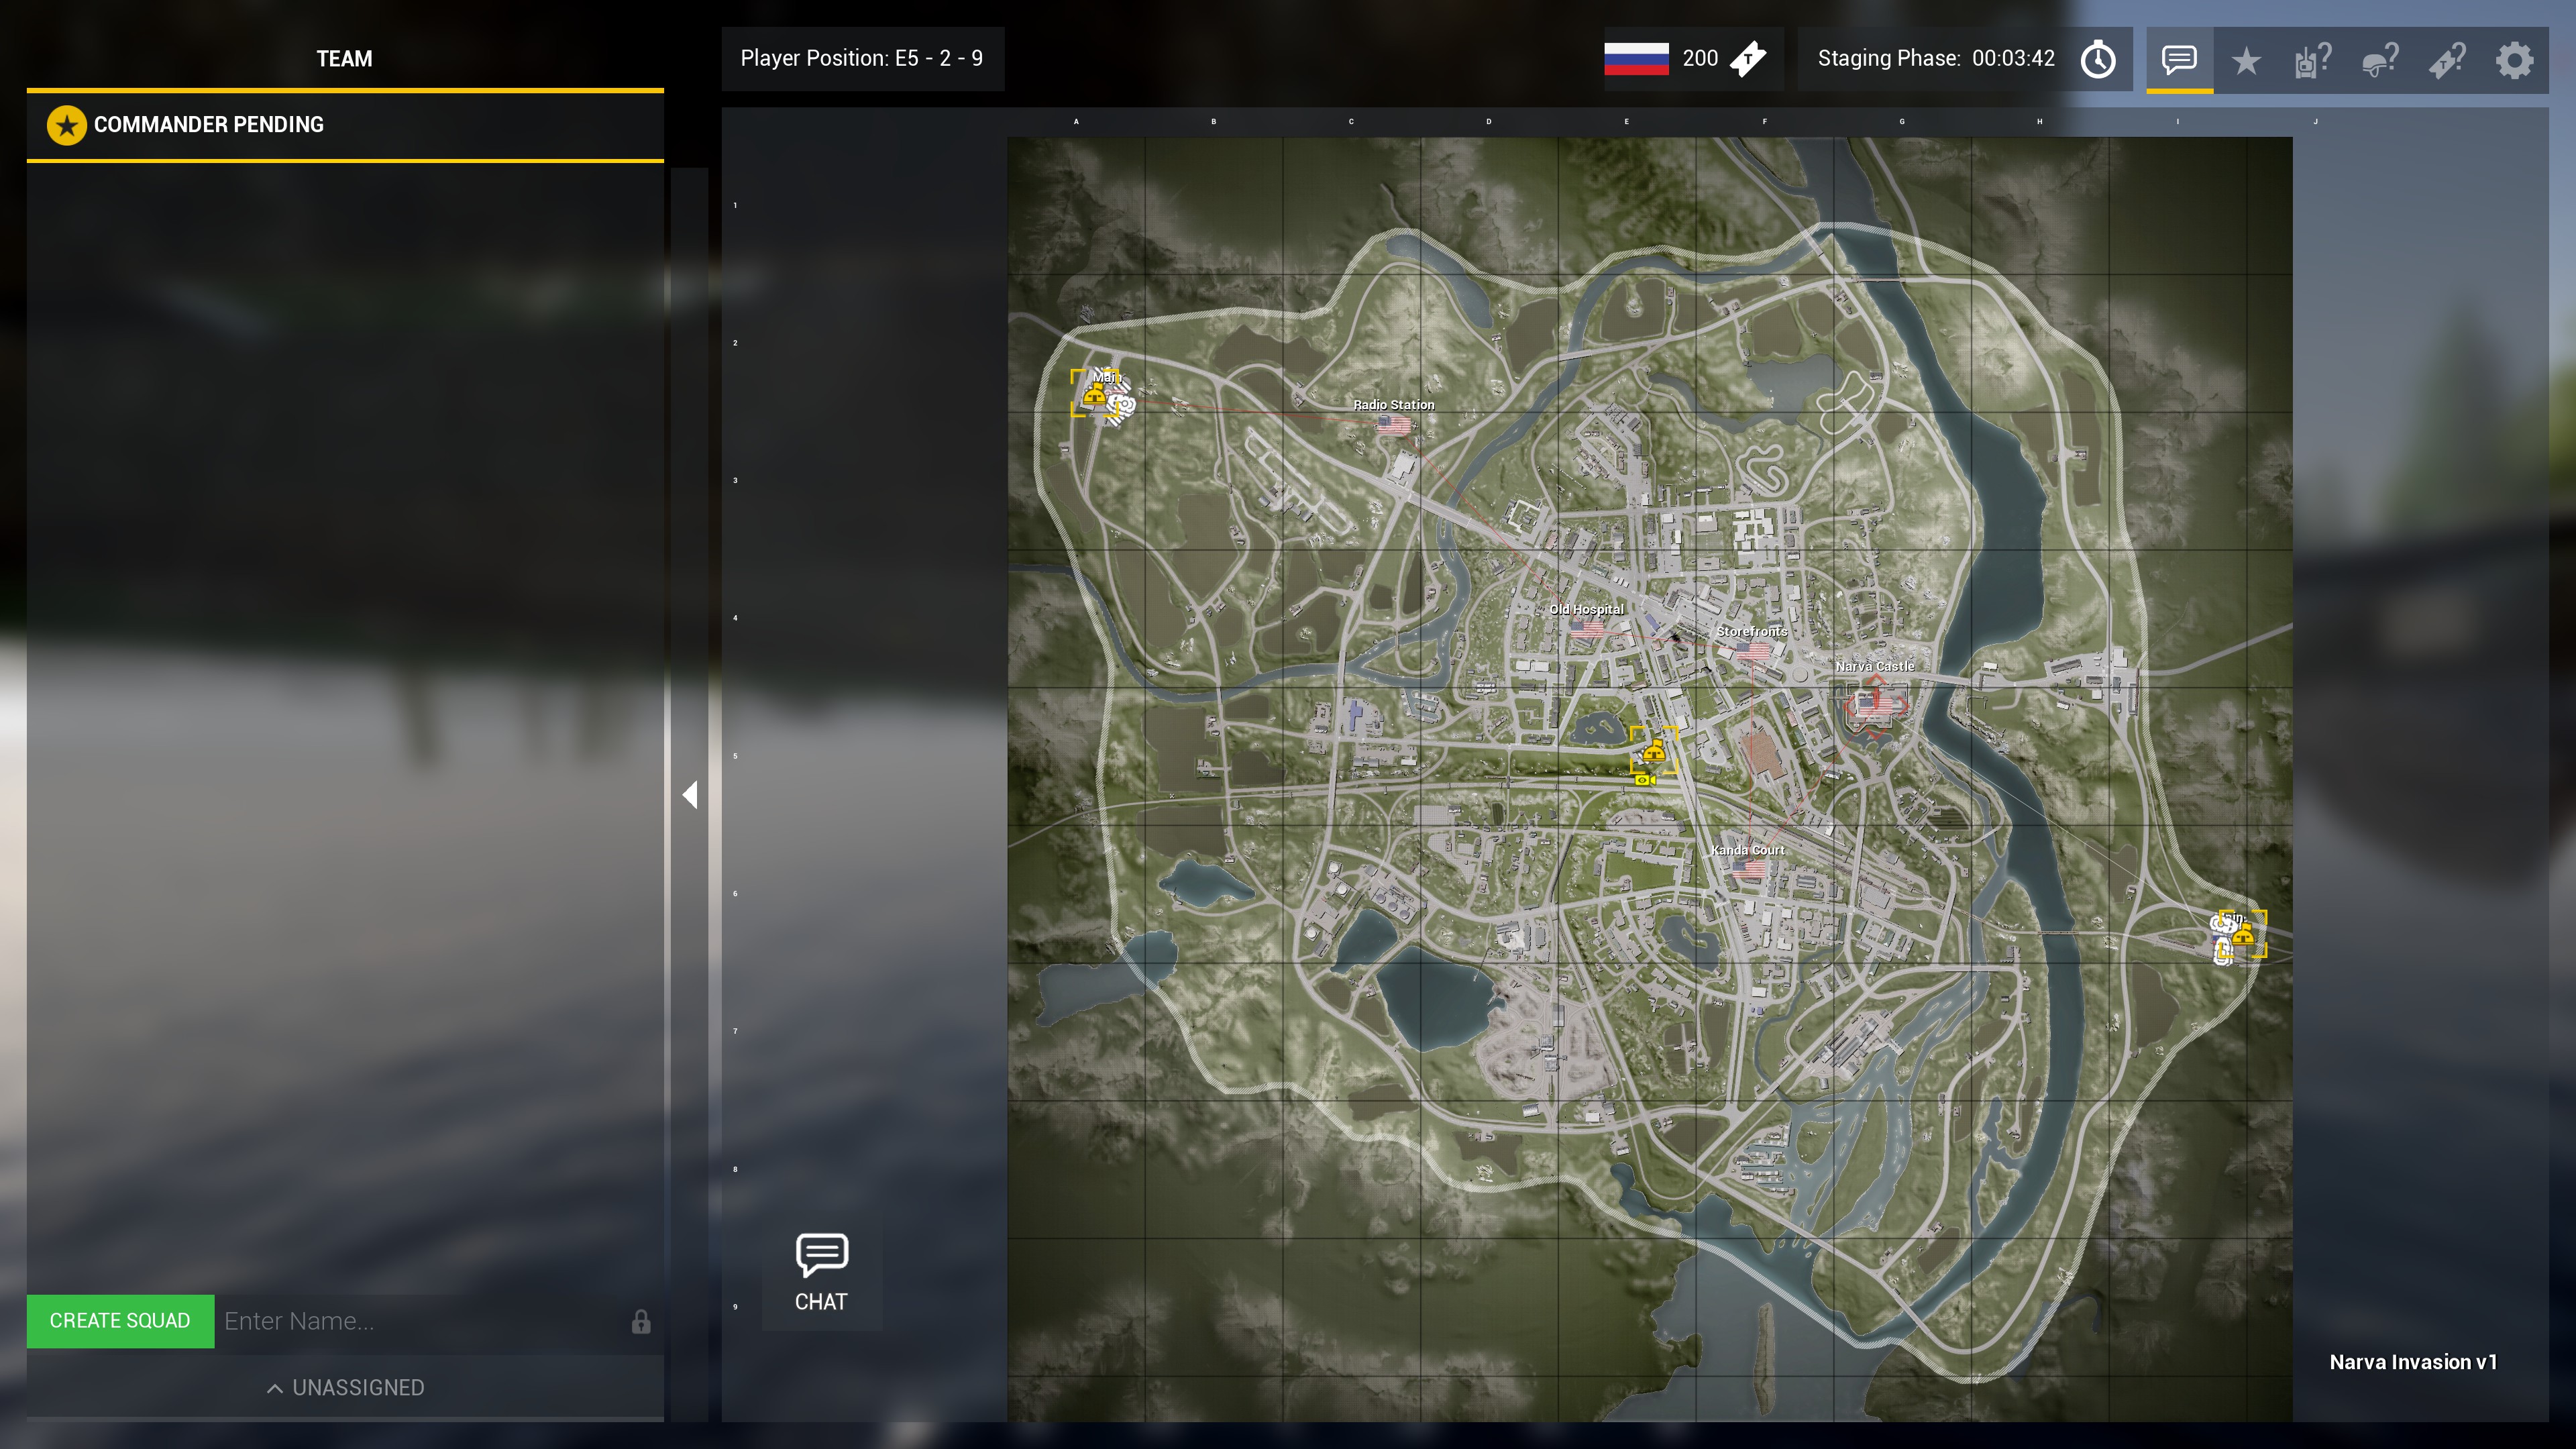 TEAM
Player Position: E5 - 2 - 9
200
T
Staging Phase: 00:03:42
COMMANDER PENDING
A B C D E F G H I J
1
2
Main
Radio Station
3
4
Old Hospital
Storefronts
Narva Castle
5
Kanda Court
6
7
8
CHAT
9
CREATE SQUAD
Enter Name...
Narva Invasion v1
UNASSIGNED